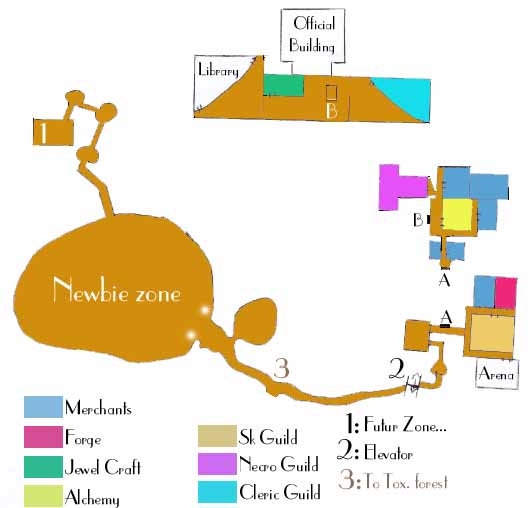 Official
Building
Library
B
1
B
A
Newbie zone
A
Arena
2
3
Merchants
Forge
Jewel Craft
Alchemy
Sk Guild
Necro Guild
Cleric Guild
1: Futur Zone...
2: Elevator
3: To Tox. forest